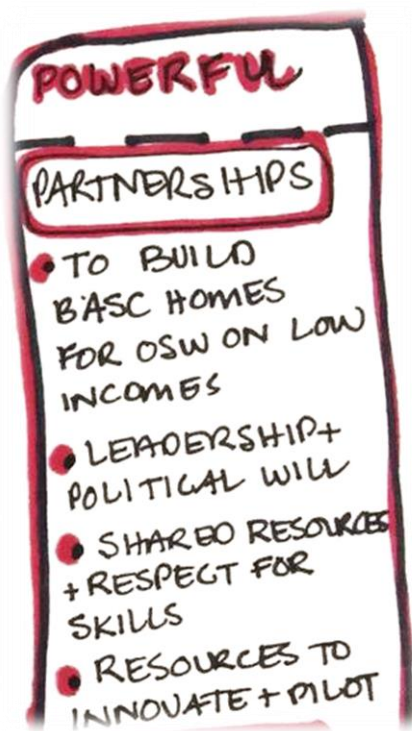 POWERFUL
PARTNERSHIPS
• TO BUILD
BASC HOMES
FOR OSW ON LOW
INCOMES
• LEADERSHIP +
POLITICAL WILL
• SHARED RESOURCES
+ RESPECT FOR
SKILLS
• RESOURCES TO
INNOVATE + PILOT